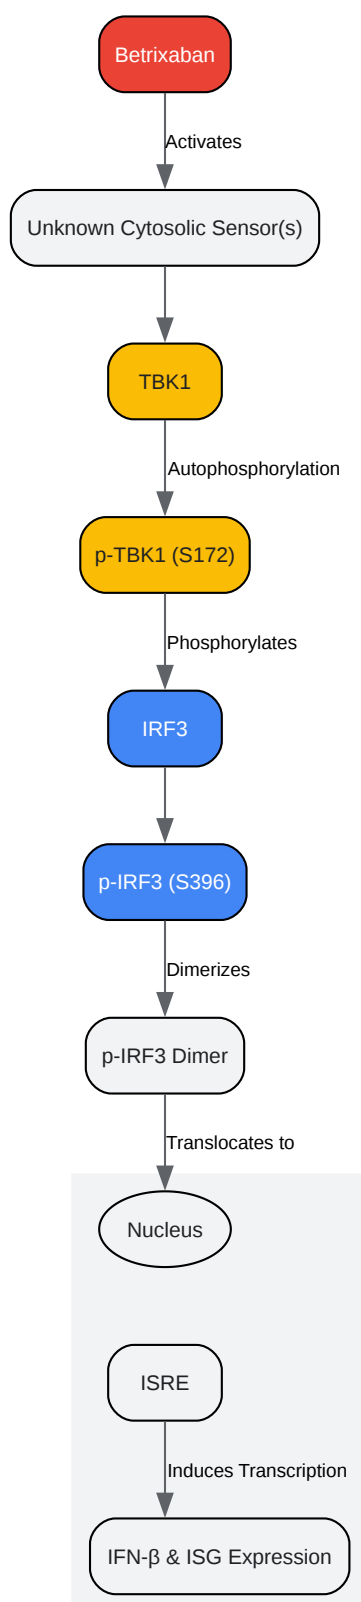 Betrixaban
Activates
Unknown Cytosolic Sensor(s)
TBK1
Autophosphorylation
p-TBK1 (S172)
Phosphorylates
IRF3
p-IRF3 (S396)
Dimerizes
p-IRF3 Dimer
Translocates to
Nucleus
ISRE
Induces Transcription
IFN-β & ISG Expression